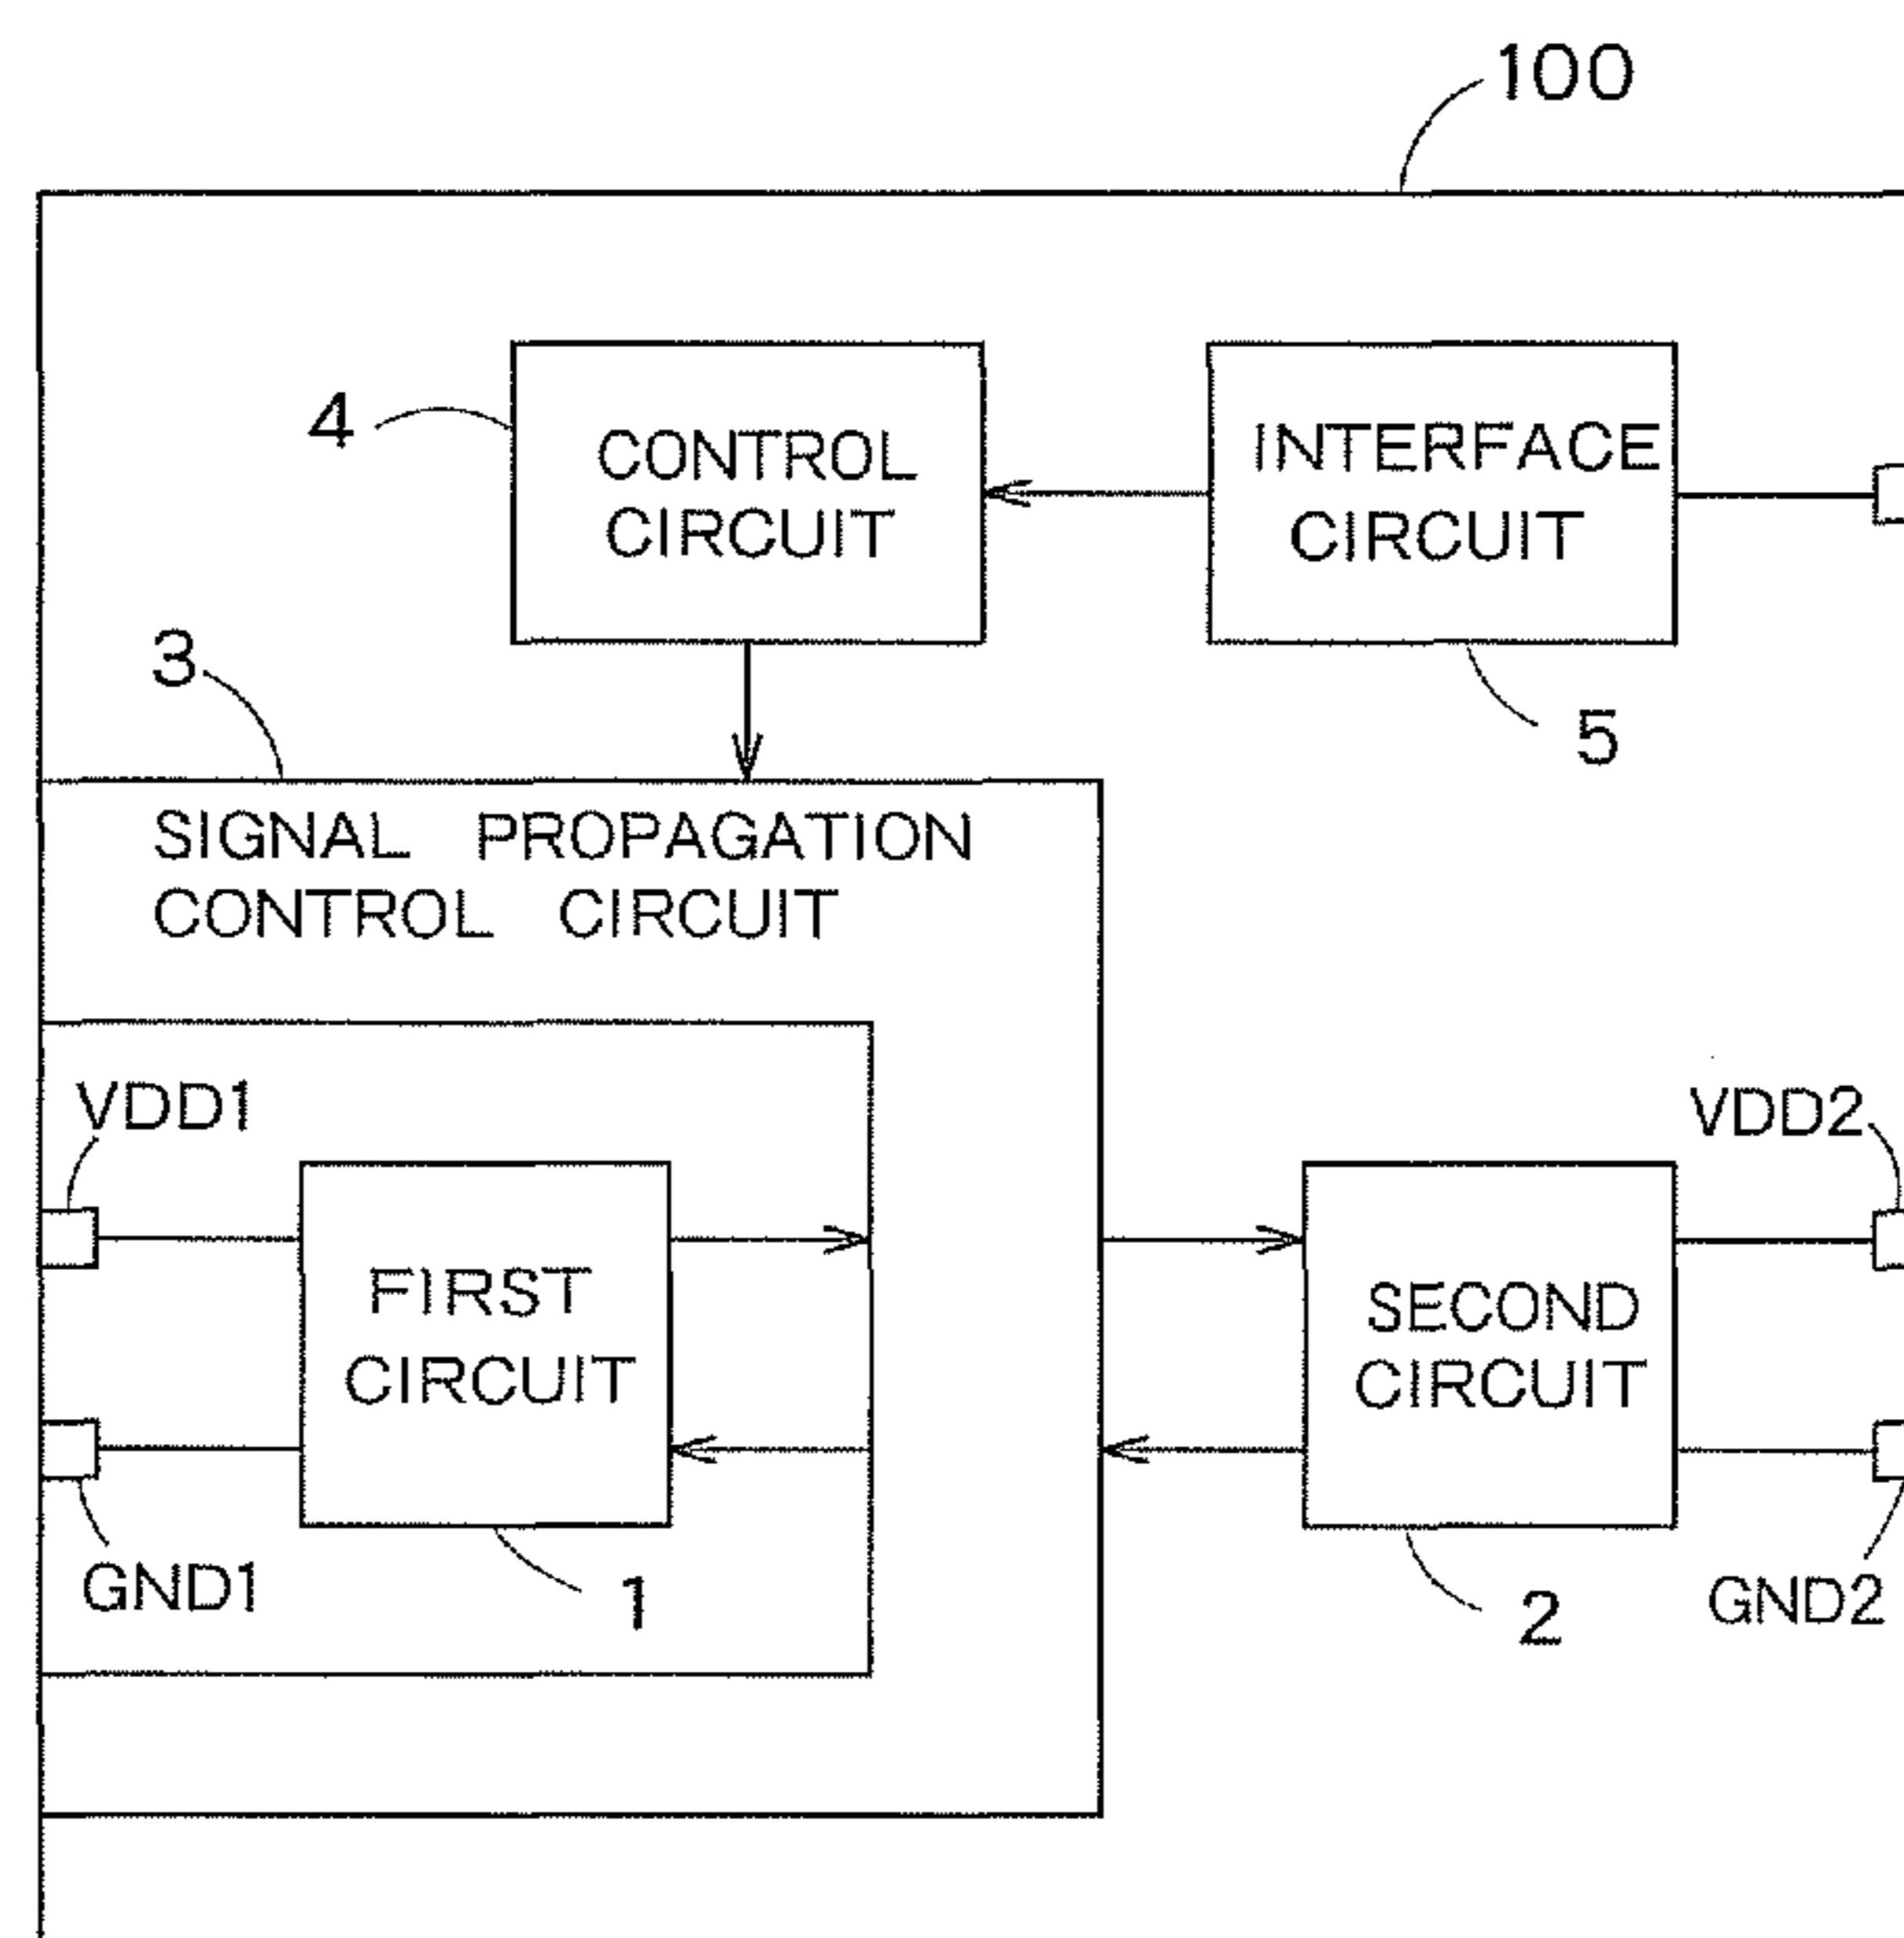 100
4
CONTROL
CIRCUIT
INTERFACE
CIRCUIT
3
5
SIGNAL PROPAGATION
CONTROL CIRCUIT
VDD1
VDD2
FIRST
CIRCUIT
SECOND
CIRCUIT
GND1
1
2
GND2